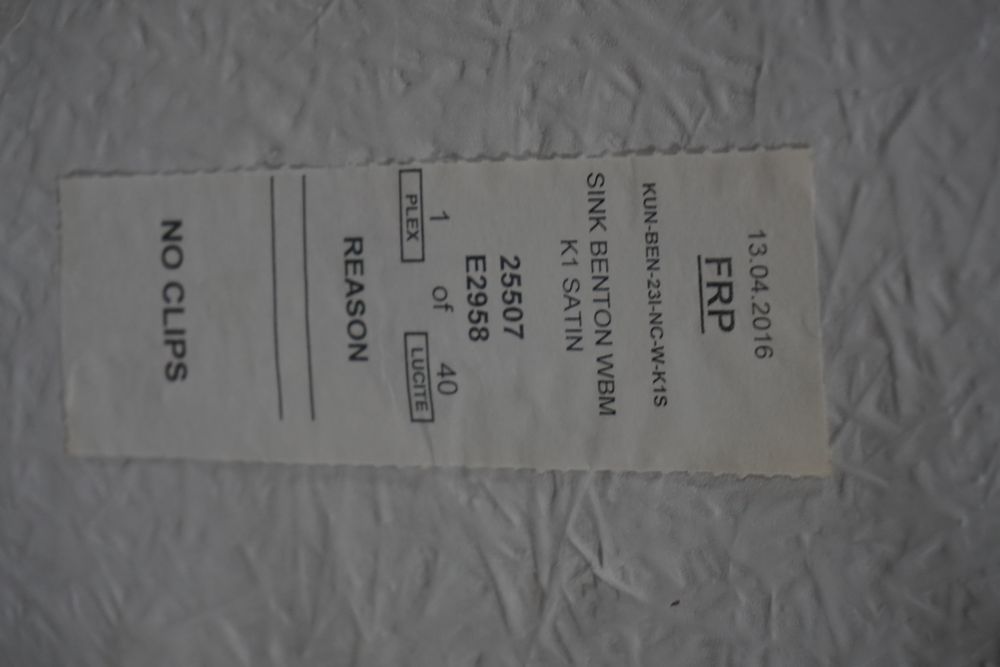 13.04.2016
FRP
KUN-BEN-23I-NC-W-K1S
SINK BENTON WBM
K1 SATIN
25507
E2958
1 of 40
PLEX LUCITE
REASON
NO CLIPS